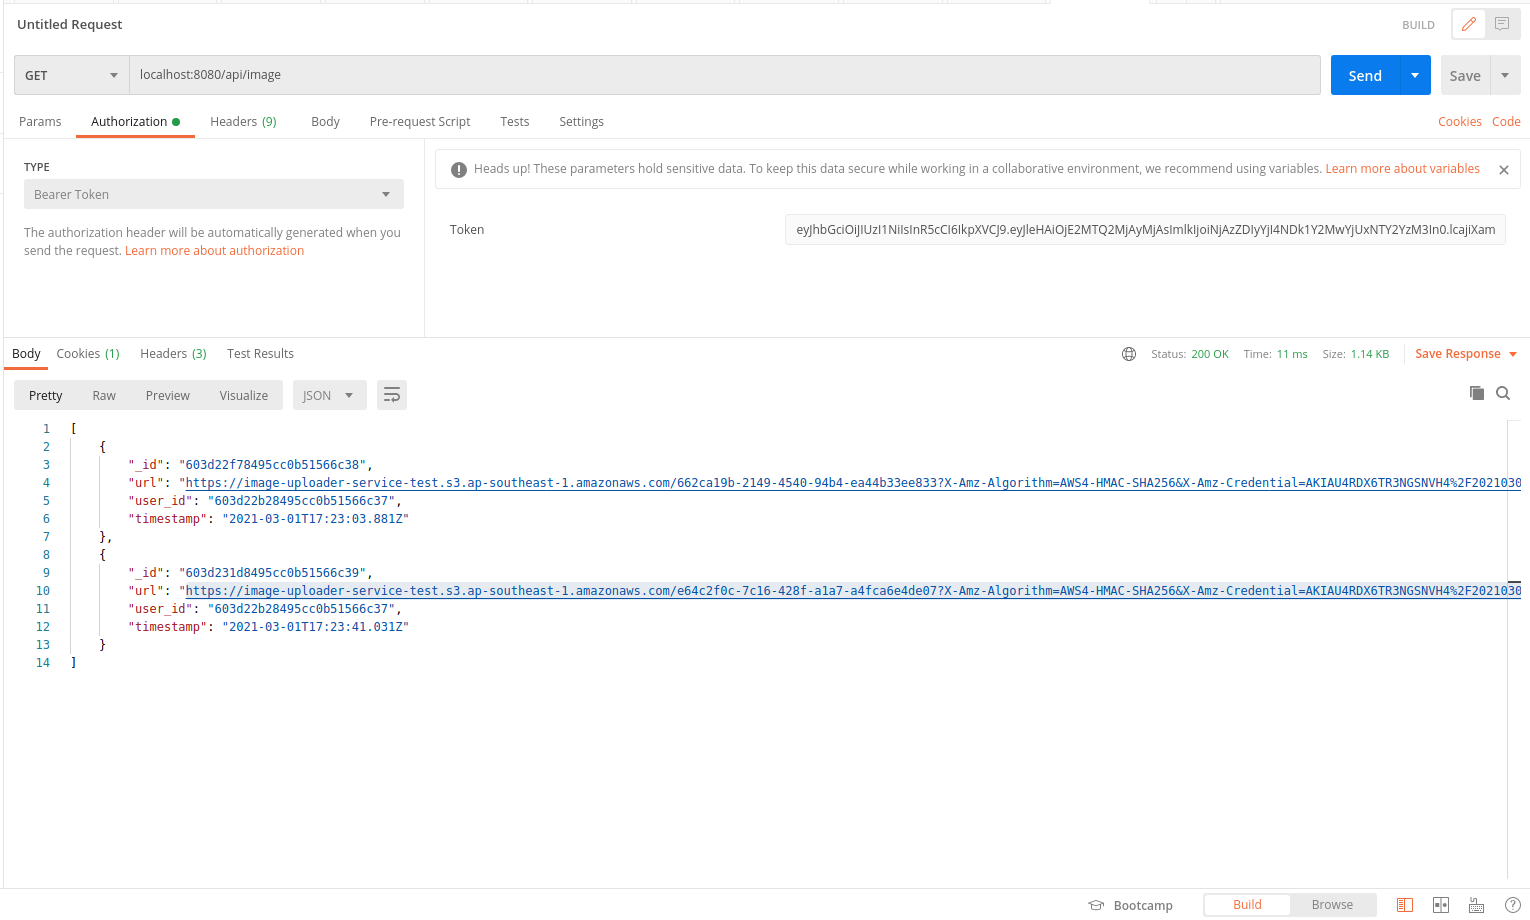 Untitled Request
BUILD
GET
localhost:8080/api/image
Send
Save
Params
Authorization
Headers (9)
Body
Pre-request Script
Tests
Settings
Cookies
Code
TYPE
Bearer Token
The authorization header will be automatically generated when you
send the request. Learn more about authorization
Heads up! These parameters hold sensitive data. To keep this data secure while working in a collaborative environment, we recommend using variables. Learn more about variables
Token
Body
Cookies (1)
Headers (3)
Test Results
Status: 200 OK
Time: 11 ms
Size: 1.14 KB
Save Response
Pretty
Raw
Preview
Visualize
JSON
1 [
2 {
3 "_id": "603d22f78495cc0b51566c38",
4 "url": "https://image-uploader-service-test.s3.ap-southeast-1.amazonaws.com/662ca19b-2149-4540-94b4-ea44b33ee833?X-Amz-Algorithm=AWS4-HMAC-SHA256&X-Amz-Credential=AKIAU4RDX6TR3NGSNVH4%2F2021030
5 "user_id": "603d22b28495cc0b51566c37",
6 "timestamp": "2021-03-01T17:23:03.881Z"
7 },
8 {
9 "_id": "603d231d8495cc0b51566c39",
10 "url": "https://image-uploader-service-test.s3.ap-southeast-1.amazonaws.com/e64c2f0c-7c16-428f-a1a7-a4fca6e4de07?X-Amz-Algorithm=AWS4-HMAC-SHA256&X-Amz-Credential=AKIAU4RDX6TR3NGSNVH4%2F2021030
11 "user_id": "603d22b28495cc0b51566c37",
12 "timestamp": "2021-03-01T17:23:41.031Z"
13 }
14 ]
Bootcamp
Build
Browse